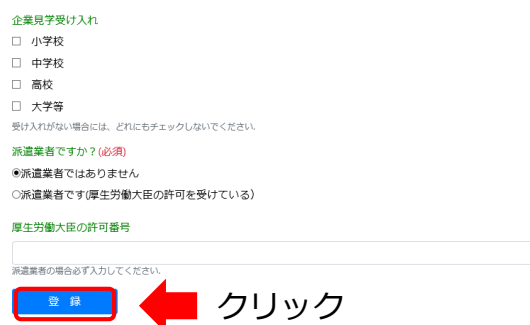 企業見学受け入れ
小学校
中学校
高校
大学等
受け入れがない場合には、どれにもチェックしないでください。
派遣業者ですか？(必須)
派遣業者ではありません
派遣業者です(厚生労働大臣の許可を受けている)
厚生労働大臣の許可番号
派遣業者の場合必ず入力してください。
登 録 クリック